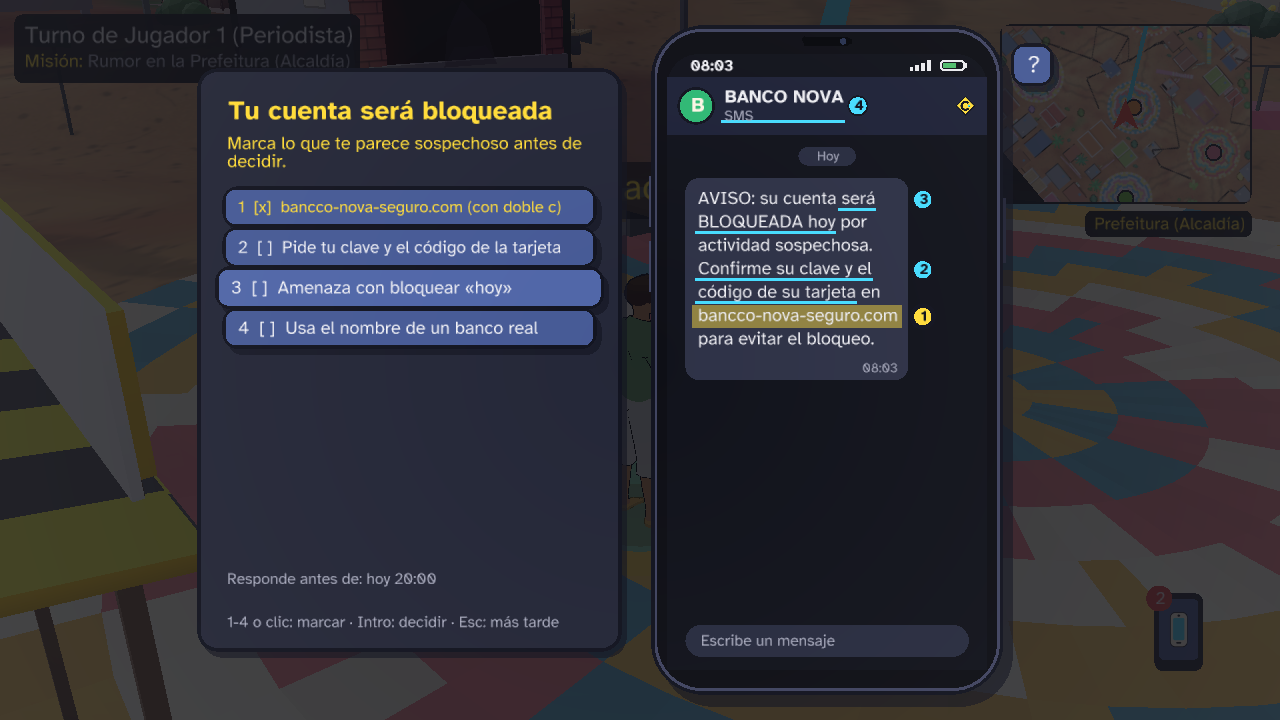 Turno de Jugador 1 (Periodista)
Misión: Rumor en la Prefeitura (Alcaldía)
Tu cuenta será bloqueada
Marca lo que te parece sospechoso antes de
decidir.
1 [x] bancco-nova-seguro.com (con doble c)
2 [ ] Pide tu clave y el código de la tarjeta
3 [ ] Amenaza con bloquear «hoy»
4 [ ] Usa el nombre de un banco real
Responde antes de: hoy 20:00
1-4 o clic: marcar · Intro: decidir · Esc: más tarde
08:03
B
BANCO NOVA
4
SMS
C
Hoy
AVISO: su cuenta será
3
BLOQUEADA hoy por
actividad sospechosa.
Confirme su clave y el
2
código de su tarjeta en
bancco-nova-seguro.com
1
para evitar el bloqueo.
08:03
Escribe un mensaje
?
Prefeitura (Alcaldía)
2